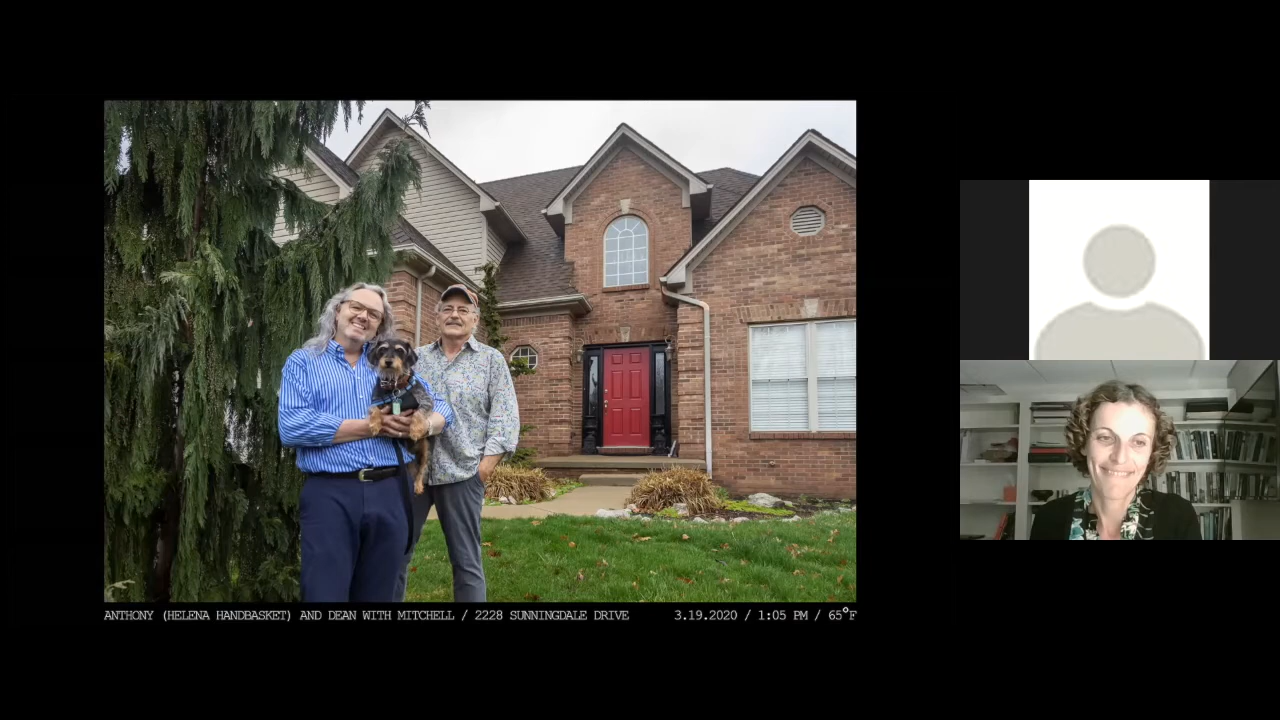 ANTHONY (HELENA HANDBASKET) AND DEAN WITH MITCHELL / 2228 SUNNINGDALE DRIVE 3.19.2020 / 1:05 PM / 65°F